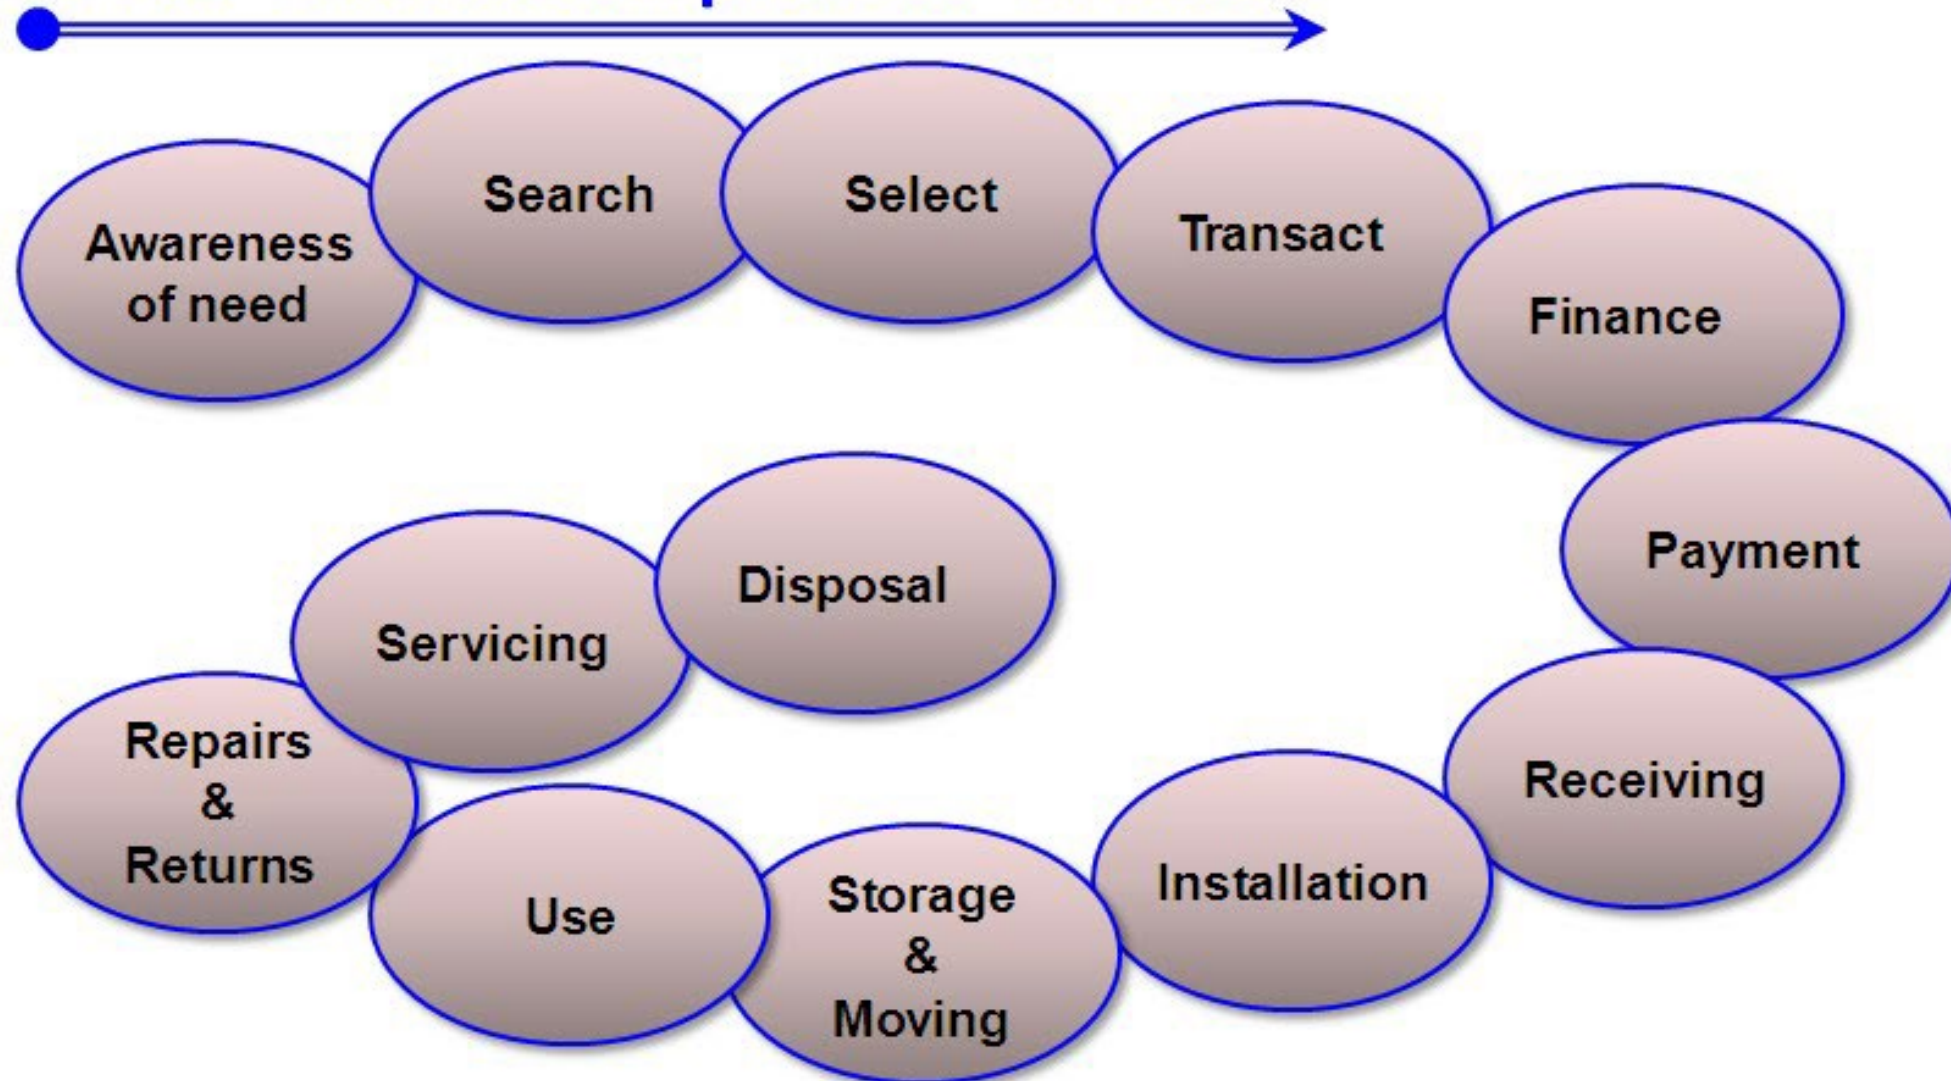 Awareness
of need
Search
Select
Transact
Finance
Payment
Receiving
Installation
Storage
&
Moving
Use
Repairs
&
Returns
Servicing
Disposal